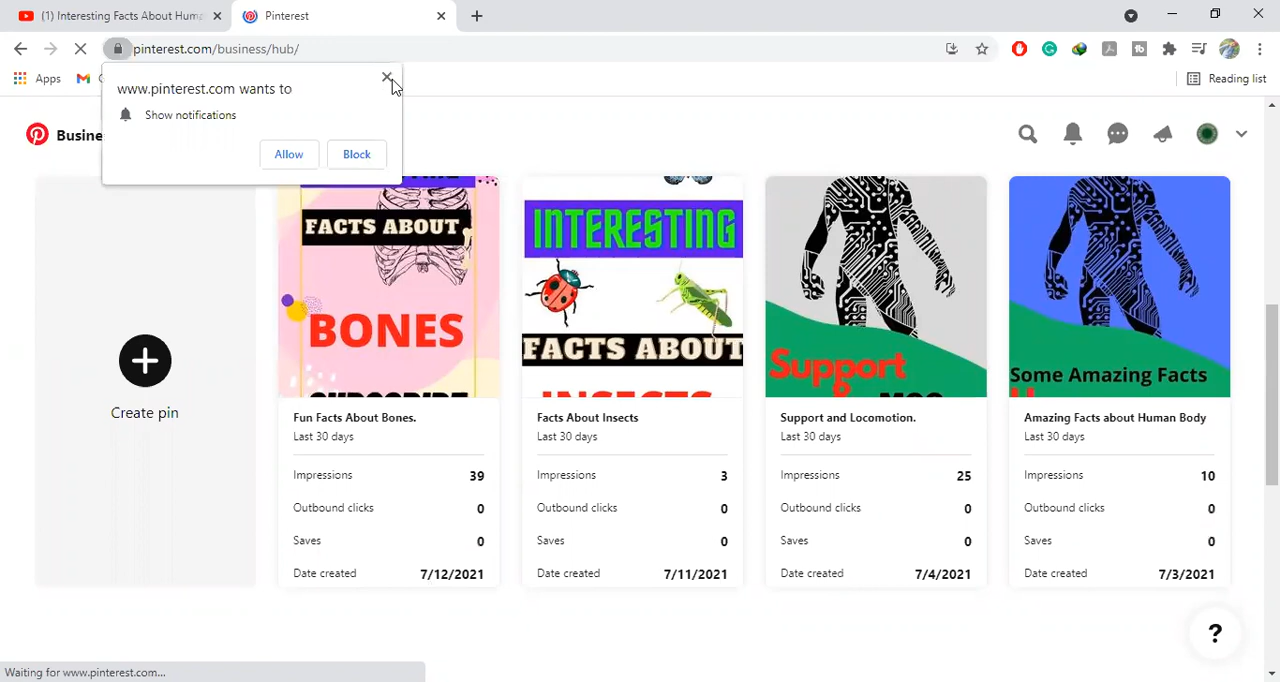 (1) Interesting Facts About Hum
Pinterest
pinterest.com/business/hub/
Apps
Reading list
www.pinterest.com wants to
Show notifications
Allow
Block
Busine
Create pin
FACTS ABOUT
BONES
Fun Facts About Bones.
Last 30 days
Impressions 39
Outbound clicks 0
Saves 0
Date created 7/12/2021
INTERESTING
FACTS ABOUT
Facts About Insects
Last 30 days
Impressions 3
Outbound clicks 0
Saves 0
Date created 7/11/2021
Support
Support and Locomotion.
Last 30 days
Impressions 25
Outbound clicks 0
Saves 0
Date created 7/4/2021
Some Amazing Facts
Amazing Facts about Human Body
Last 30 days
Impressions 10
Outbound clicks 0
Saves 0
Date created 7/3/2021
?
Waiting for www.pinterest.com...